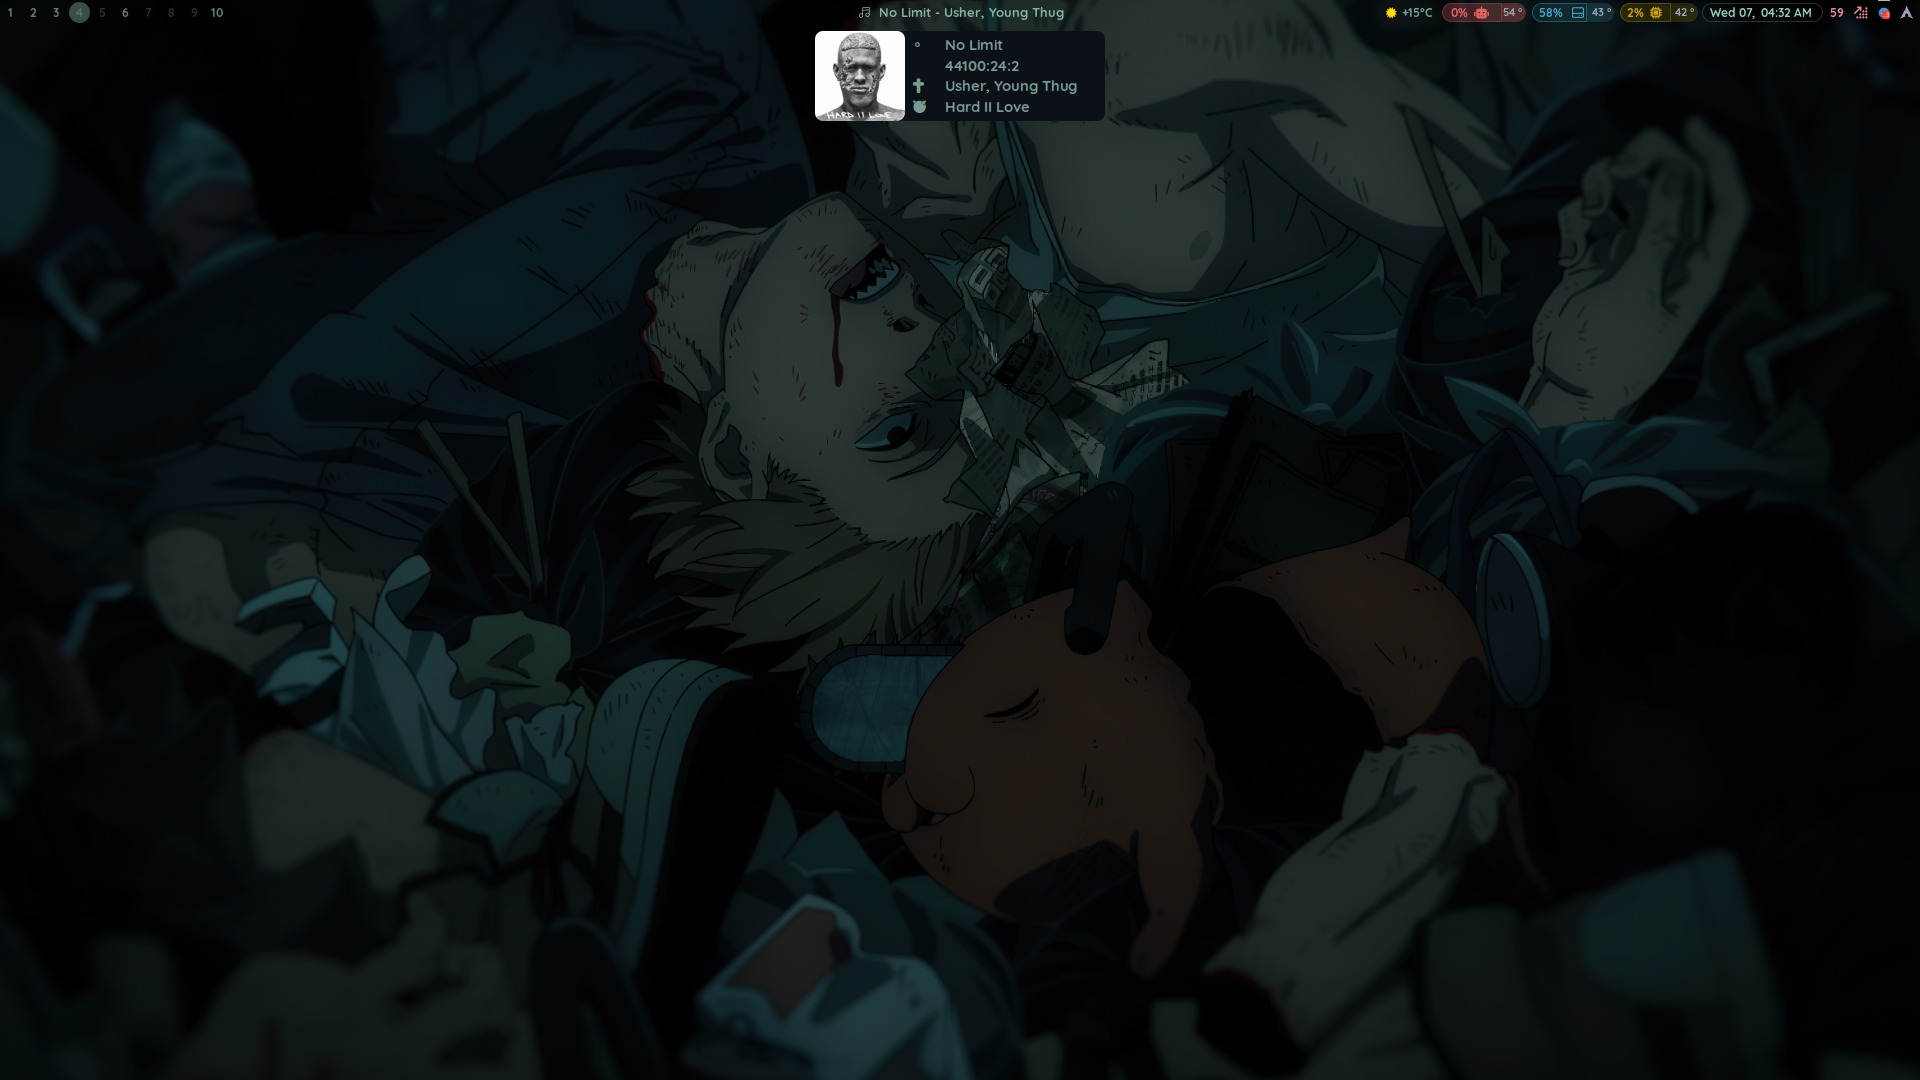 1 2 3 4 5 6 7 8 9 10
No Limit - Usher, Young Thug
+15°C 0% 54° 58% 43° 2% 42° Wed 07, 04:32 AM 59
No Limit
44100:24:2
Usher, Young Thug
Hard II Love
HARD II LOVE